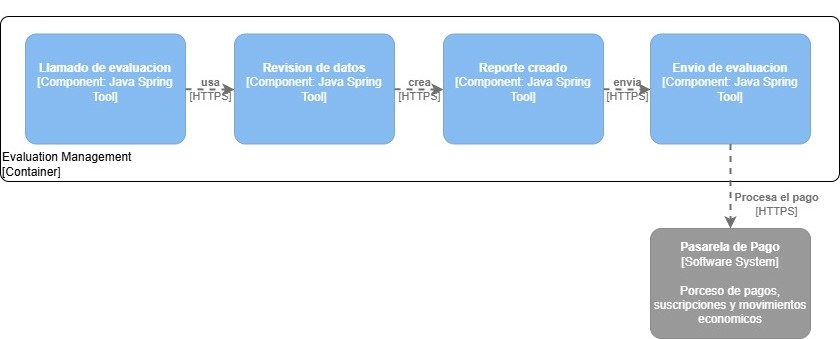 Llamado de evaluacion
[Component: Java Spring
Tool]
usa
[HTTPS]
Revision de datos
[Component: Java Spring
Tool]
crea
[HTTPS]
Reporte creado
[Component: Java Spring
Tool]
envia
[HTTPS]
Envio de evaluacion
[Component: Java Spring
Tool]
Evaluation Management
[Container]
Procesa el pago
[HTTPS]
Pasarela de Pago
[Software System]
Porceso de pagos,
suscripciones y movimientos
economicos